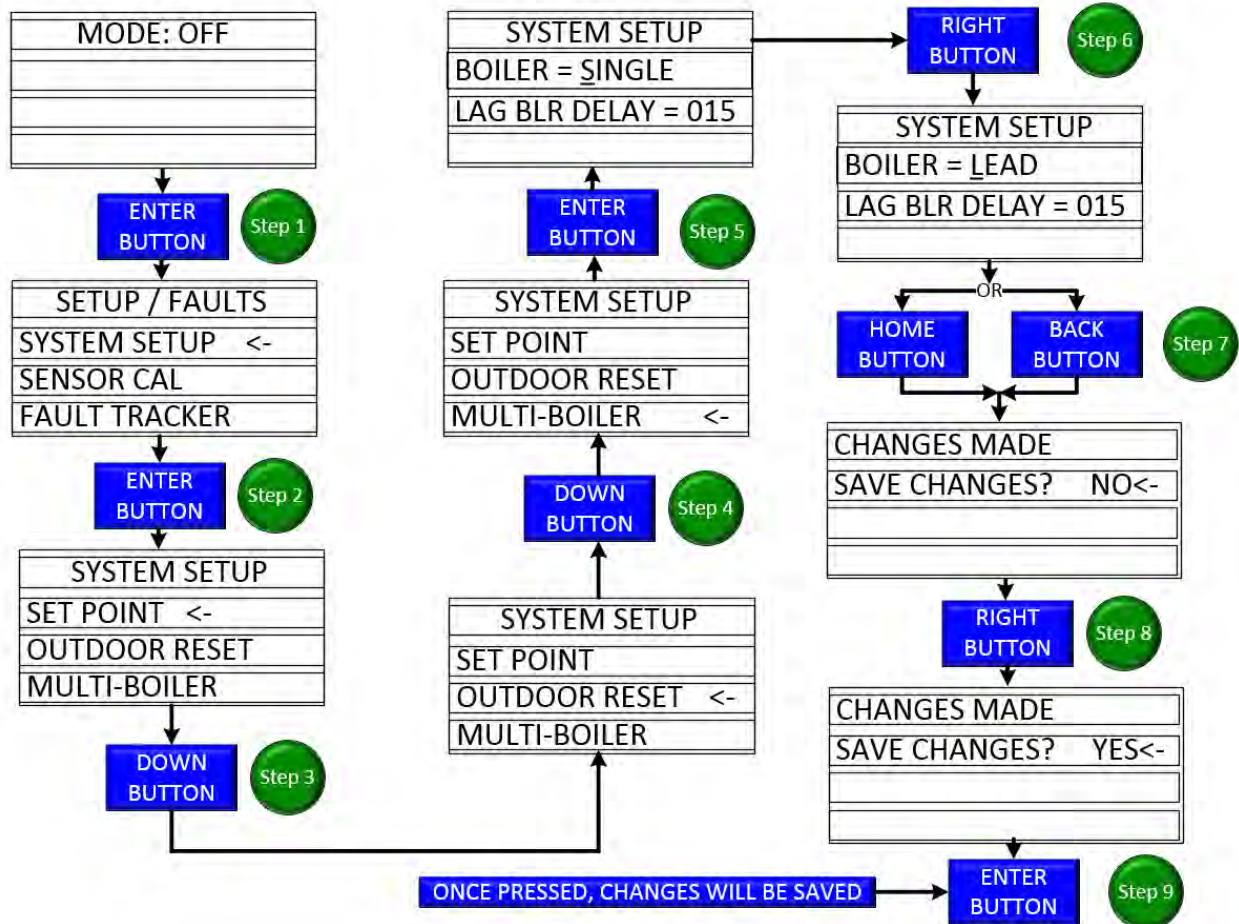 MODE: OFF
ENTER
BUTTON
Step 1
SETUP / FAULTS
SYSTEM SETUP <-
SENSOR CAL
FAULT TRACKER
ENTER
BUTTON
Step 2
SYSTEM SETUP
SET POINT <-
OUTDOOR RESET
MULTI-BOILER
DOWN
BUTTON
Step 3
SYSTEM SETUP
SET POINT
OUTDOOR RESET <-
MULTI-BOILER
DOWN
BUTTON
Step 4
SYSTEM SETUP
SET POINT
OUTDOOR RESET
MULTI-BOILER <-
ENTER
BUTTON
Step 5
SYSTEM SETUP
BOILER = SINGLE
LAG BLR DELAY = 015
RIGHT
BUTTON
Step 6
SYSTEM SETUP
BOILER = LEAD
LAG BLR DELAY = 015
OR
HOME
BUTTON
BACK
BUTTON
Step 7
CHANGES MADE
SAVE CHANGES? NO<-
RIGHT
BUTTON
Step 8
CHANGES MADE
SAVE CHANGES? YES<-
ONCE PRESSED, CHANGES WILL BE SAVED
ENTER
BUTTON
Step 9